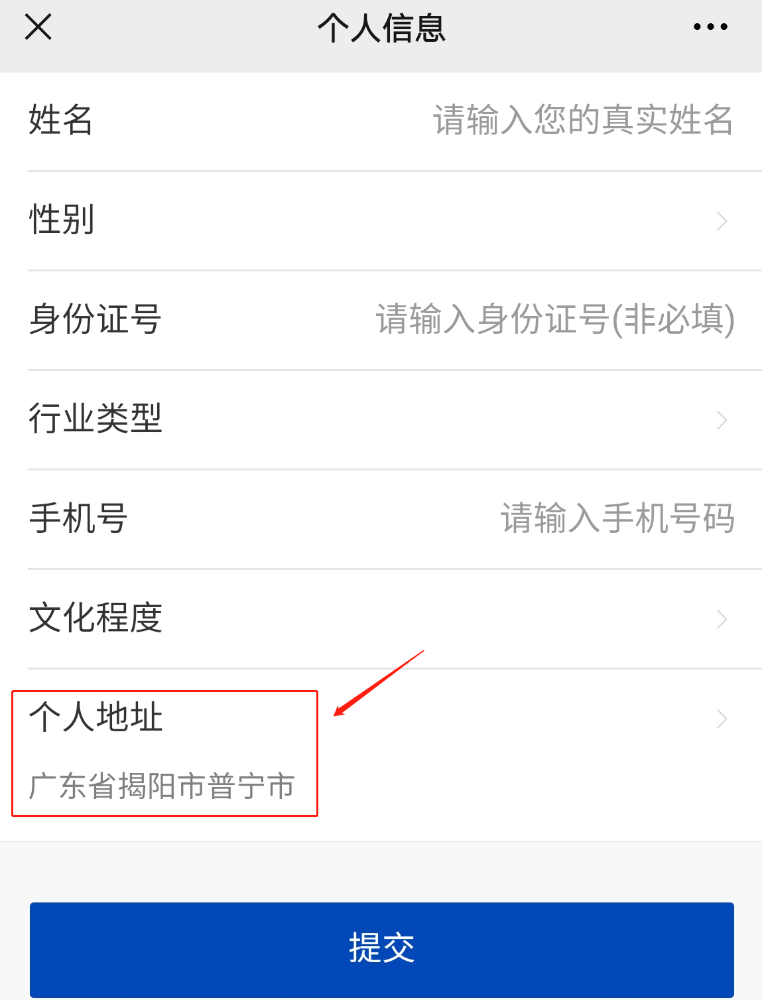 个人信息
姓名 请输入您的真实姓名
性别
身份证号 请输入身份证号(非必填)
行业类型
手机号 请输入手机号码
文化程度
个人地址
广东省揭阳市普宁市
提交